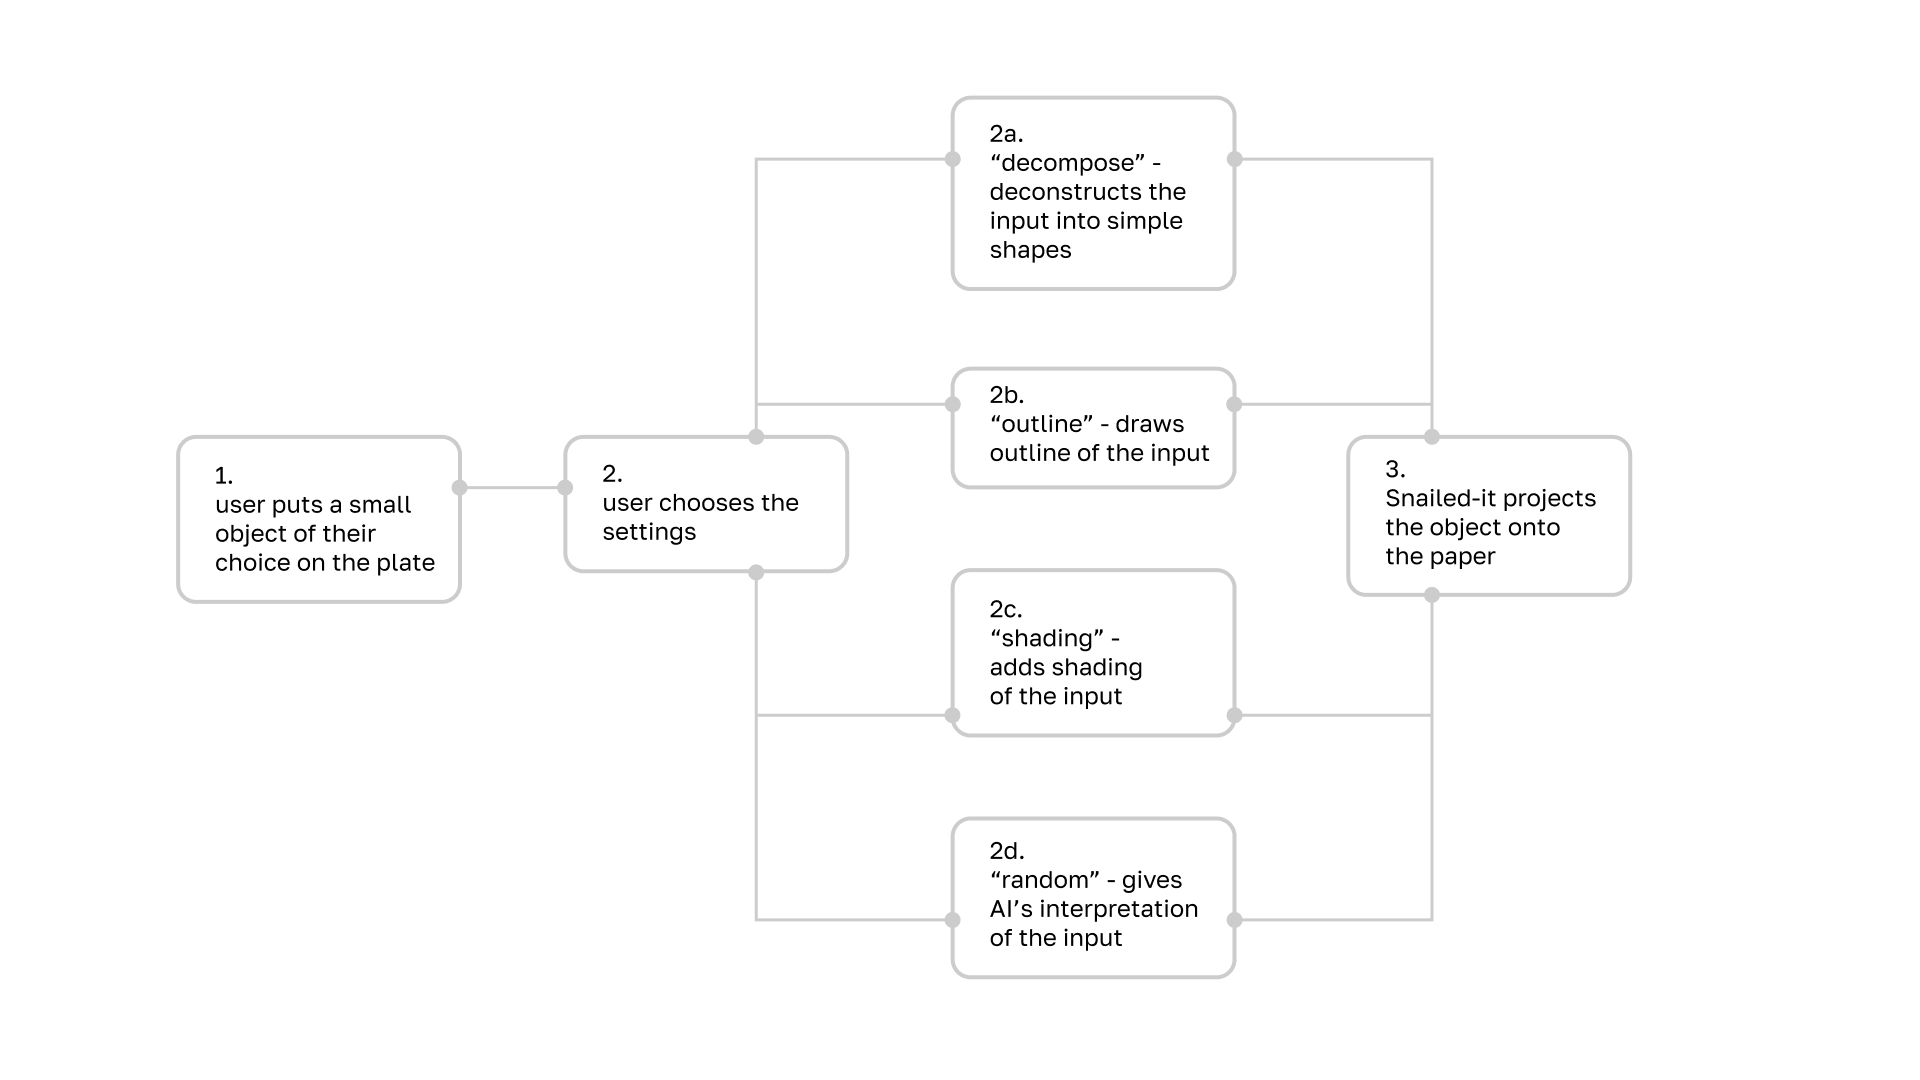 1.
user puts a small
object of their
choice on the plate
2.
user chooses the
settings
2a.
“decompose” -
deconstructs the
input into simple
shapes
2b.
“outline” - draws
outline of the input
2c.
“shading” -
adds shading
of the input
2d.
“random” - gives
AI’s interpretation
of the input
3.
Snailed-it projects
the object onto
the paper